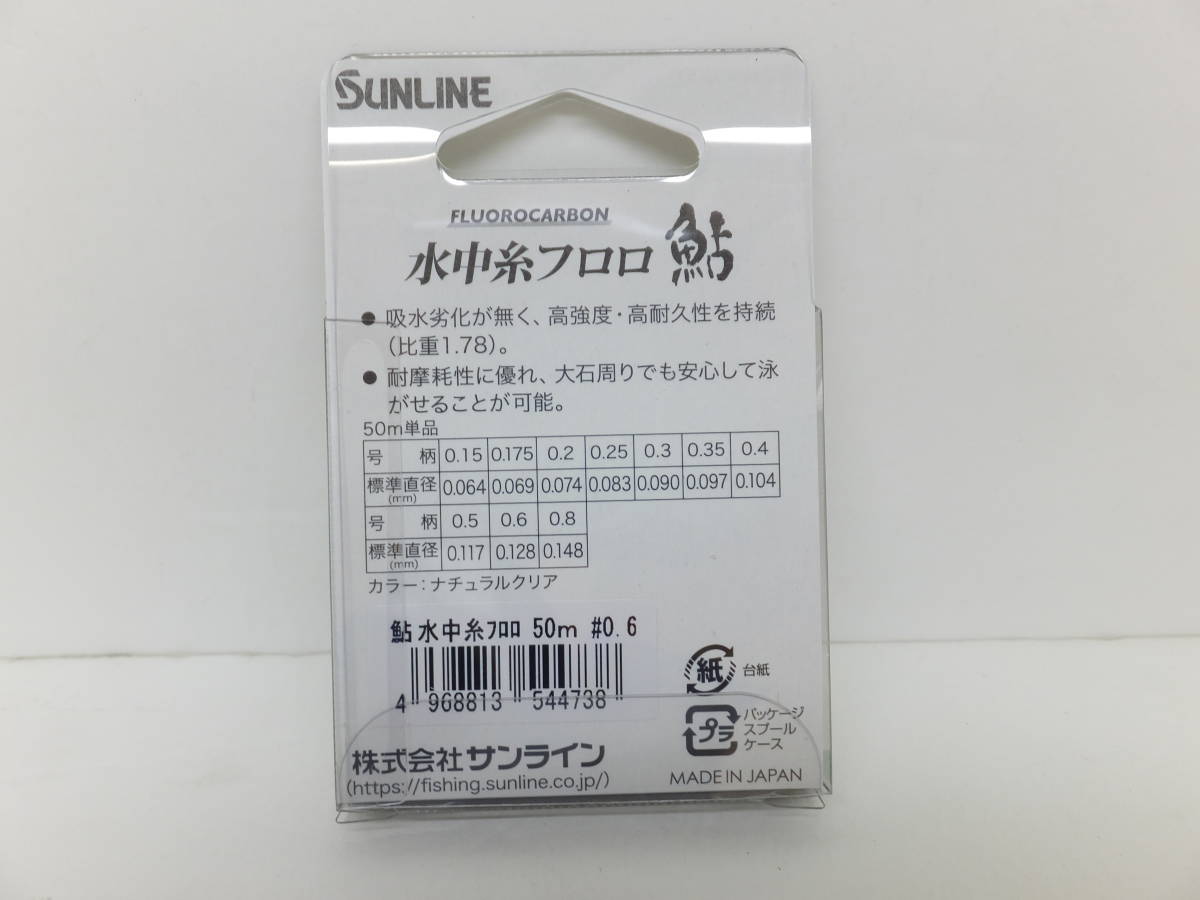 SUNLINE
FLUOROCARBON
水中糸フロロ 鮎
● 吸水劣化が無く、高強度・高耐久性を持続
（比重1.78）。
● 耐摩耗性に優れ、大石周りでも安心して泳
がせることが可能。
50m単品
号 柄 0.15 0.175 0.2 0.25 0.3 0.35 0.4
標準直径(mm) 0.064 0.069 0.074 0.083 0.090 0.097 0.104
号 柄 0.5 0.6 0.8
標準直径(mm) 0.117 0.128 0.148
カラー：ナチュラルクリア
鮎水中糸ﾌﾛﾛ 50m #0.6
4 968813 544738
紙 台紙
プラ パッケージ
スプール
ケース
株式会社サンライン
(https://fishing.sunline.co.jp/)
MADE IN JAPAN